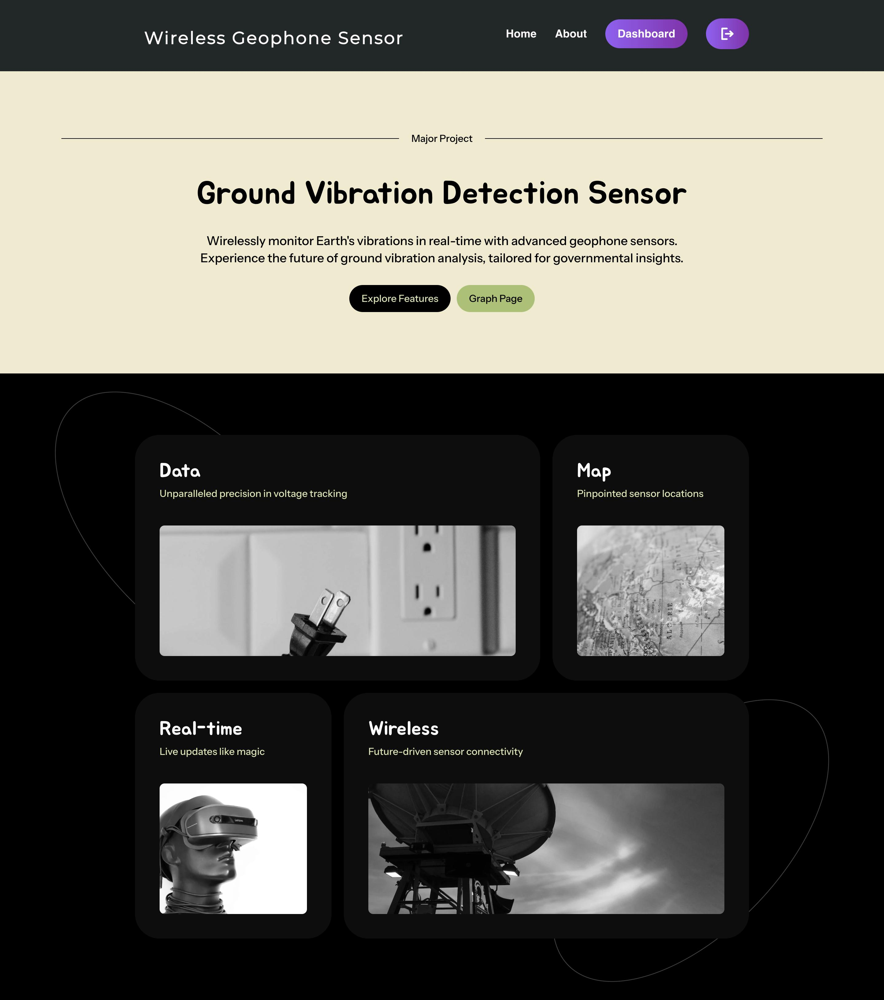 Wireless Geophone Sensor
Home
About
Dashboard
Major Project
Ground Vibration Detection Sensor
Wirelessly monitor Earth's vibrations in real-time with advanced geophone sensors.
Experience the future of ground vibration analysis, tailored for governmental insights.
Explore Features
Graph Page
Data
Unparalleled precision in voltage tracking
Map
Pinpointed sensor locations
ALGERIE
Reggane
Real-time
Live updates like magic
Lenovo
Wireless
Future-driven sensor connectivity